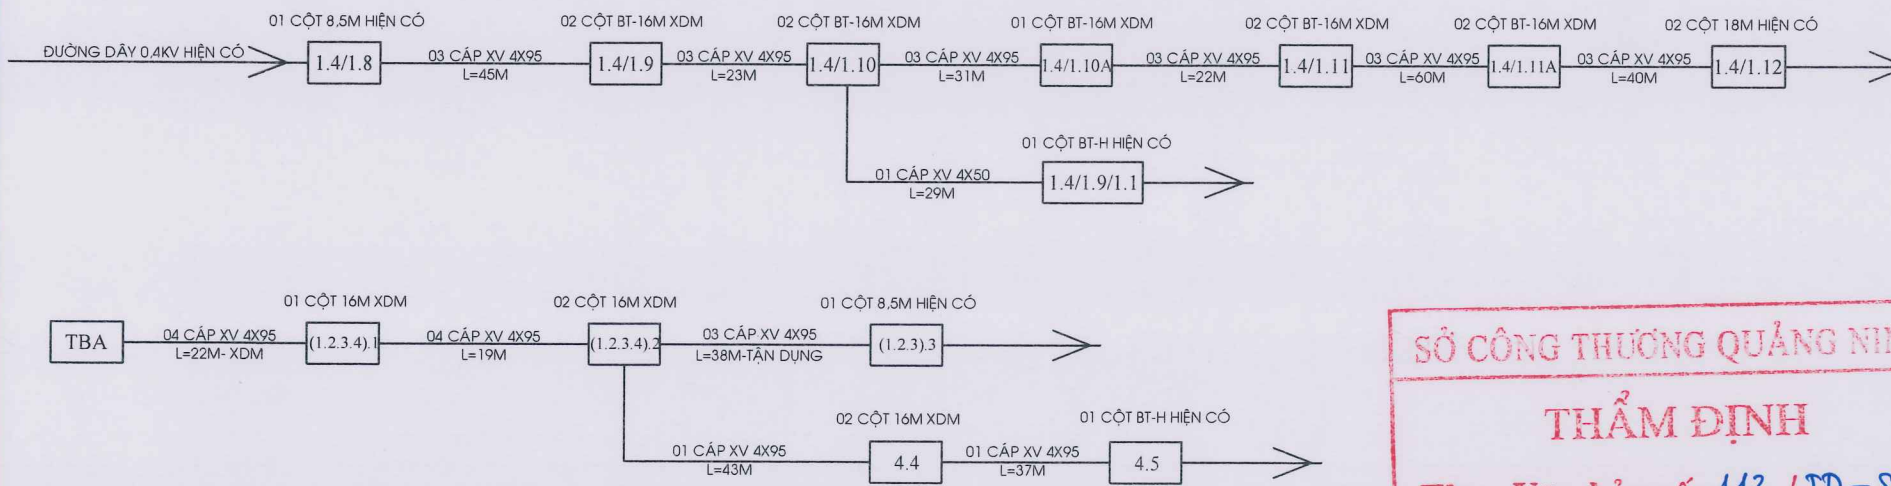 01 CỘT 8,5M HIỆN CÓ
02 CỘT BT-16M XDM
02 CỘT BT-16M XDM
01 CỘT BT-16M XDM
02 CỘT BT-16M XDM
02 CỘT BT-16M XDM
02 CỘT 18M HIỆN CÓ
ĐƯỜNG DÂY 0,4KV HIỆN CÓ
1.4/1.8
03 CÁP XV 4X95
L=45M
1.4/1.9
03 CÁP XV 4X95
L=23M
1.4/1.10
03 CÁP XV 4X95
L=31M
1.4/1.10A
03 CÁP XV 4X95
L=22M
1.4/1.11
03 CÁP XV 4X95
L=60M
1.4/1.11A
03 CÁP XV 4X95
L=40M
1.4/1.12
01 CỘT BT-H HIỆN CÓ
01 CÁP XV 4X50
L=29M
1.4/1.9/1.1
01 CỘT 16M XDM
02 CỘT 16M XDM
01 CỘT 8,5M HIỆN CÓ
TBA
04 CÁP XV 4X95
L=22M- XDM
(1.2.3.4).1
04 CÁP XV 4X95
L=19M
(1.2.3.4).2
03 CÁP XV 4X95
L=38M-TẬN DỤNG
(1.2.3).3
02 CỘT 16M XDM
01 CỘT BT-H HIỆN CÓ
01 CÁP XV 4X95
L=43M
4.4
01 CÁP XV 4X95
L=37M
4.5
SỞ CÔNG THƯƠNG QUẢNG
THẨM ĐỊNH